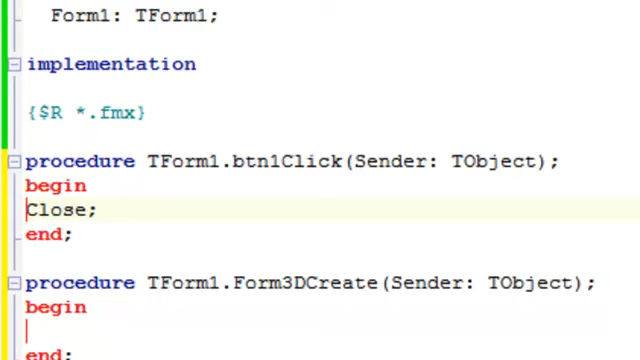 Form1: TForm1;
implementation
{$R *.fmx}
procedure TForm1.btn1Click(Sender: TObject);
begin
Close;
end;
procedure TForm1.Form3DCreate(Sender: TObject);
begin
end;